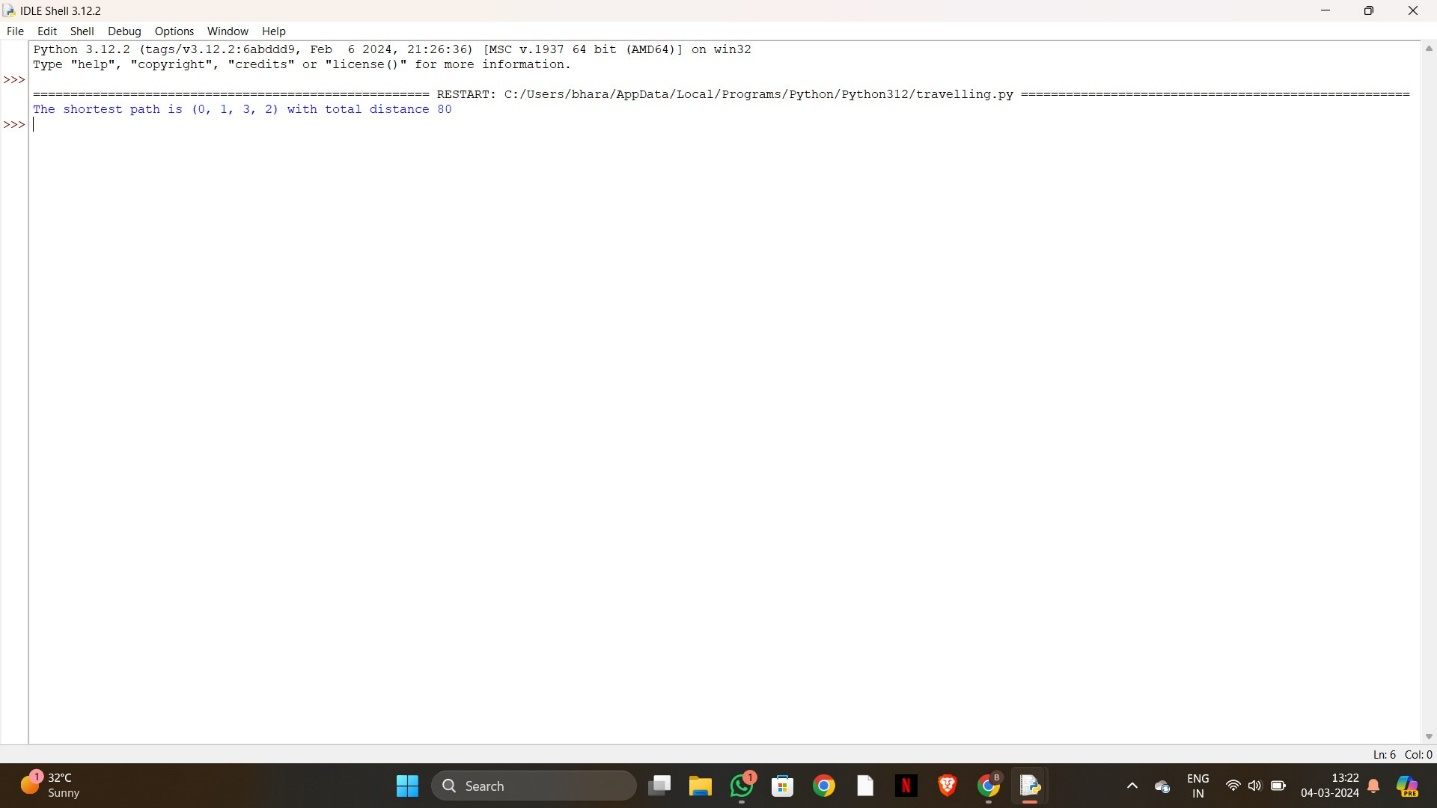 IDLE Shell 3.12.2
File Edit Shell Debug Options Window Help
Python 3.12.2 (tags/v3.12.2:6abddd9, Feb  6 2024, 21:26:36) [MSC v.1937 64 bit (AMD64)] on win32
Type "help", "copyright", "credits" or "license()" for more information.
>>>
===================================================== RESTART: C:/Users/bhara/AppData/Local/Programs/Python/Python312/travelling.py ====================================================
The shortest path is (0, 1, 3, 2) with total distance 80
>>>
Ln: 6 Col: 0
1 32°C
Sunny
Search
1
N
B
ENG
IN
13:22
04-03-2024
PRE